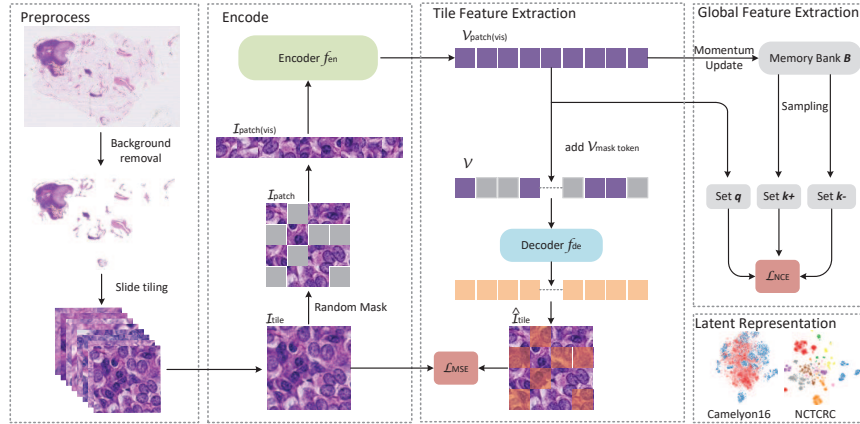 Preprocess
Background
removal
Slide tiling
Encode
Encoder fen
Ipatch(vis)
Ipatch
Random Mask
Itile
Tile Feature Extraction
Vpatch(vis)
add Vmask token
V
Decoder fde
Îtile
LMSE
Global Feature Extraction
Momentum
Update
Memory Bank B
Sampling
Set q
Set k+
Set k-
LNCE
Latent Representation
Camelyon16
NCTCRC